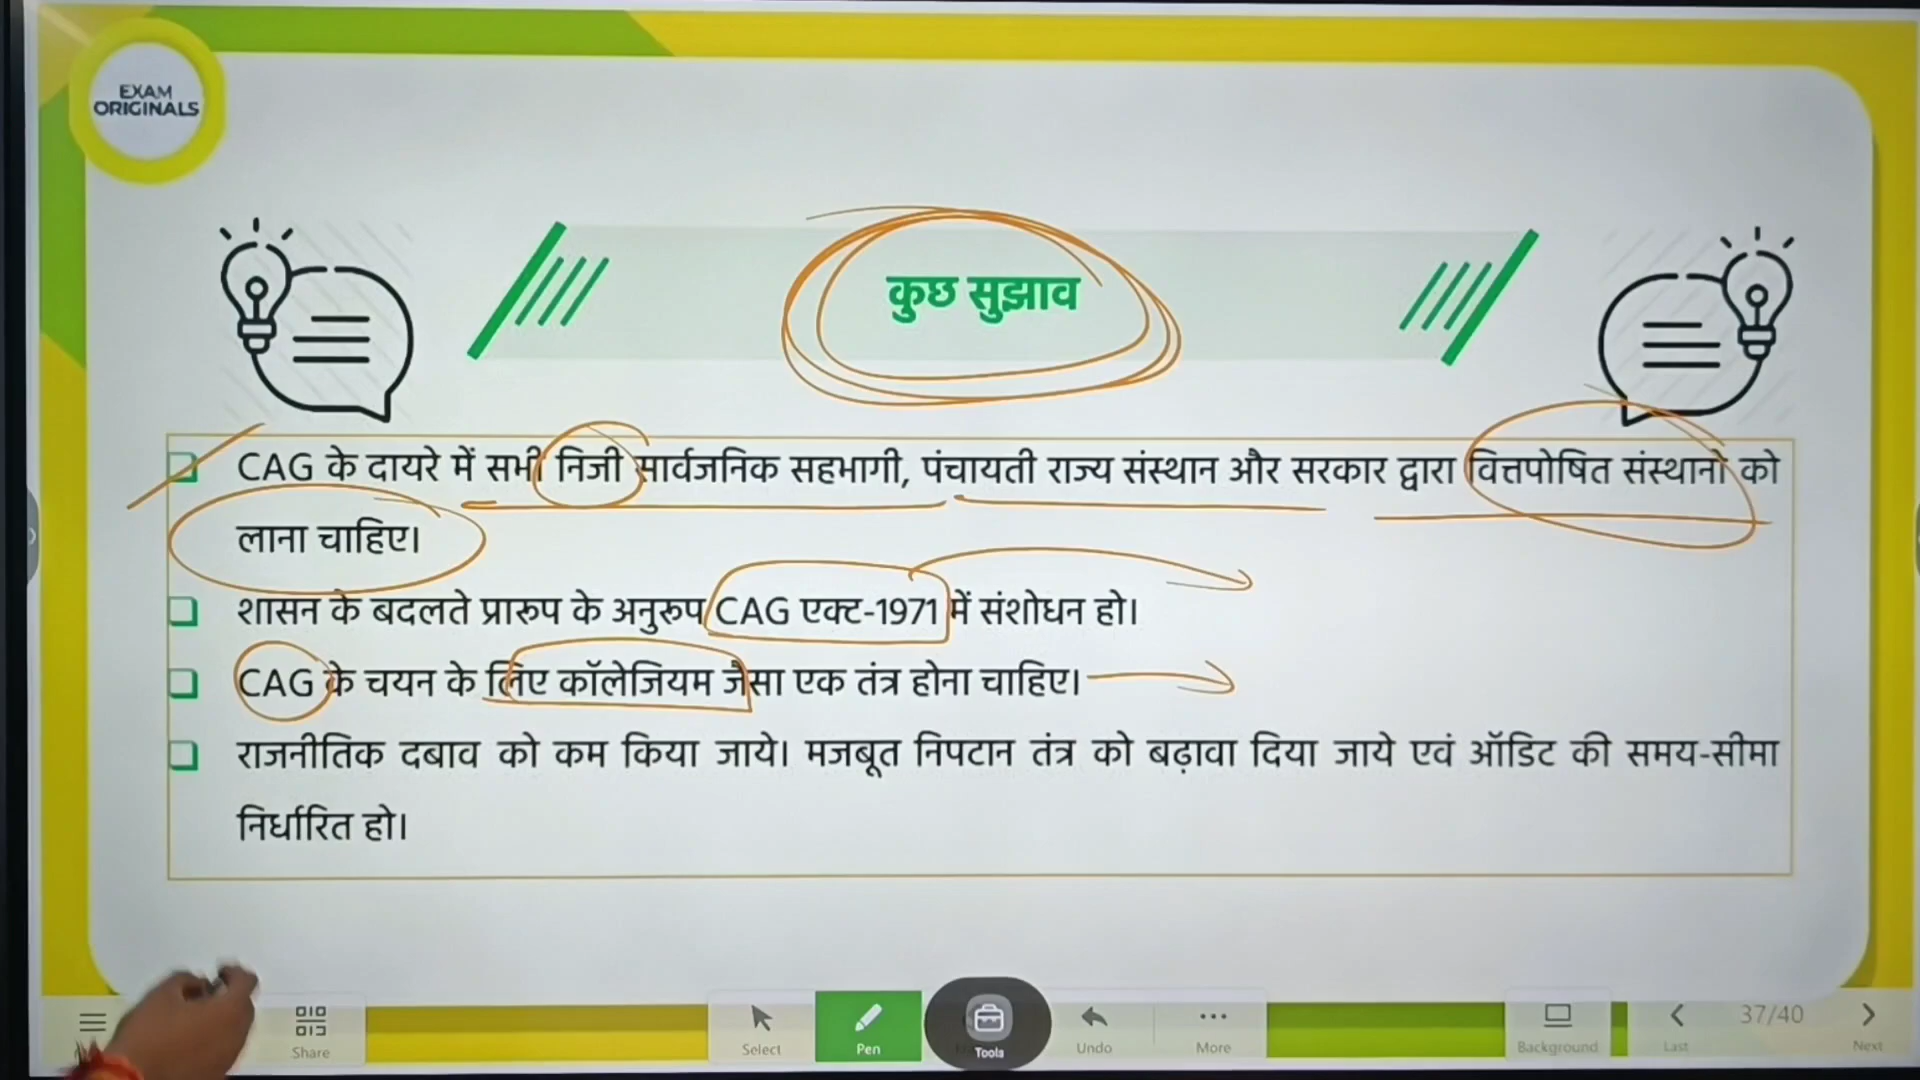 EXAM
ORIGINALS
कुछ सुझाव
CAG के दायरे में सभी निजी सार्वजनिक सहभागी, पंचायती राज्य संस्थान और सरकार द्वारा वित्तपोषित संस्थानों को
लाना चाहिए।
शासन के बदलते प्रारूप के अनुरूप CAG एक्ट-1971 में संशोधन हो।
CAG के चयन के लिए कॉलेजियम जैसा एक तंत्र होना चाहिए।
राजनीतिक दबाव को कम किया जाये। मजबूत निपटान तंत्र को बढ़ावा दिया जाये एवं ऑडिट की समय-सीमा
निर्धारित हो।
Share
Select
Pen
Tools
Undo
More
Background
Last
37/40
Next